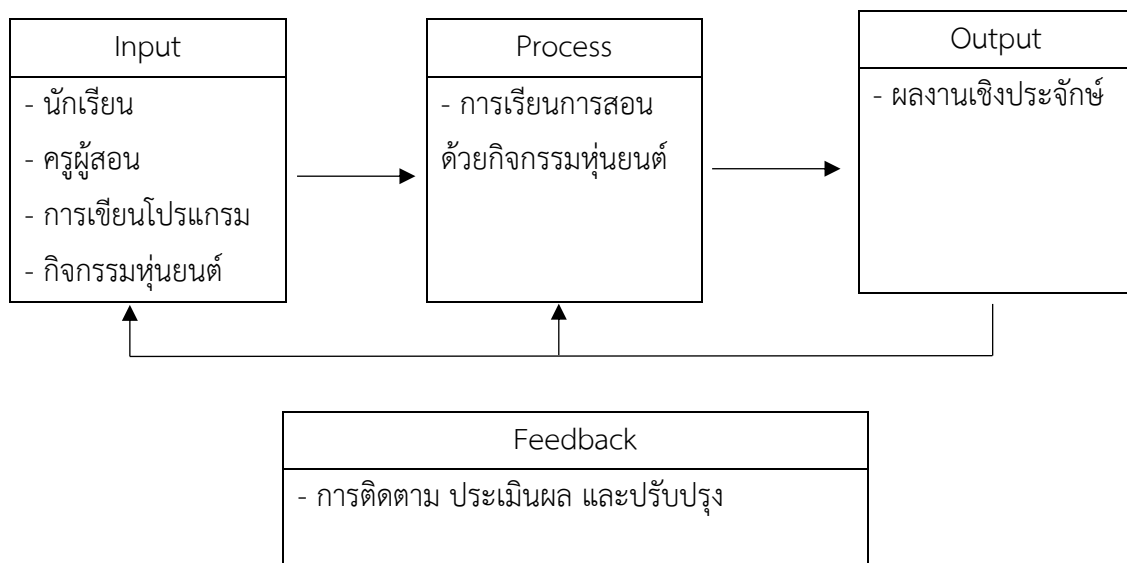 Input
- นักเรียน
- ครูผู้สอน
- การเขียนโปรแกรม
- กิจกรรมหุ่นยนต์
Process
- การเรียนการสอน
ด้วยกิจกรรมหุ่นยนต์
Output
- ผลงานเชิงประจักษ์
Feedback
- การติดตาม ประเมินผล และปรับปรุง